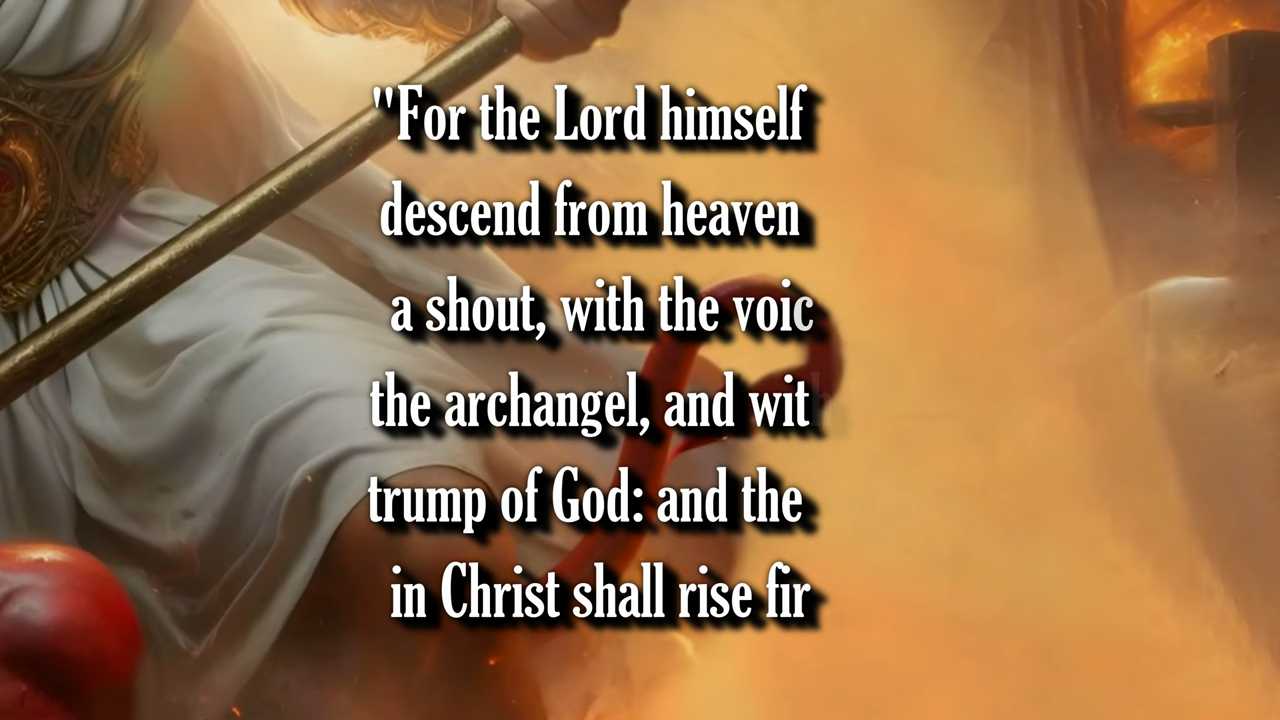 "For the Lord himself
descend from heaven
a shout, with the voic
the archangel, and wit
trump of God: and the
in Christ shall rise fir